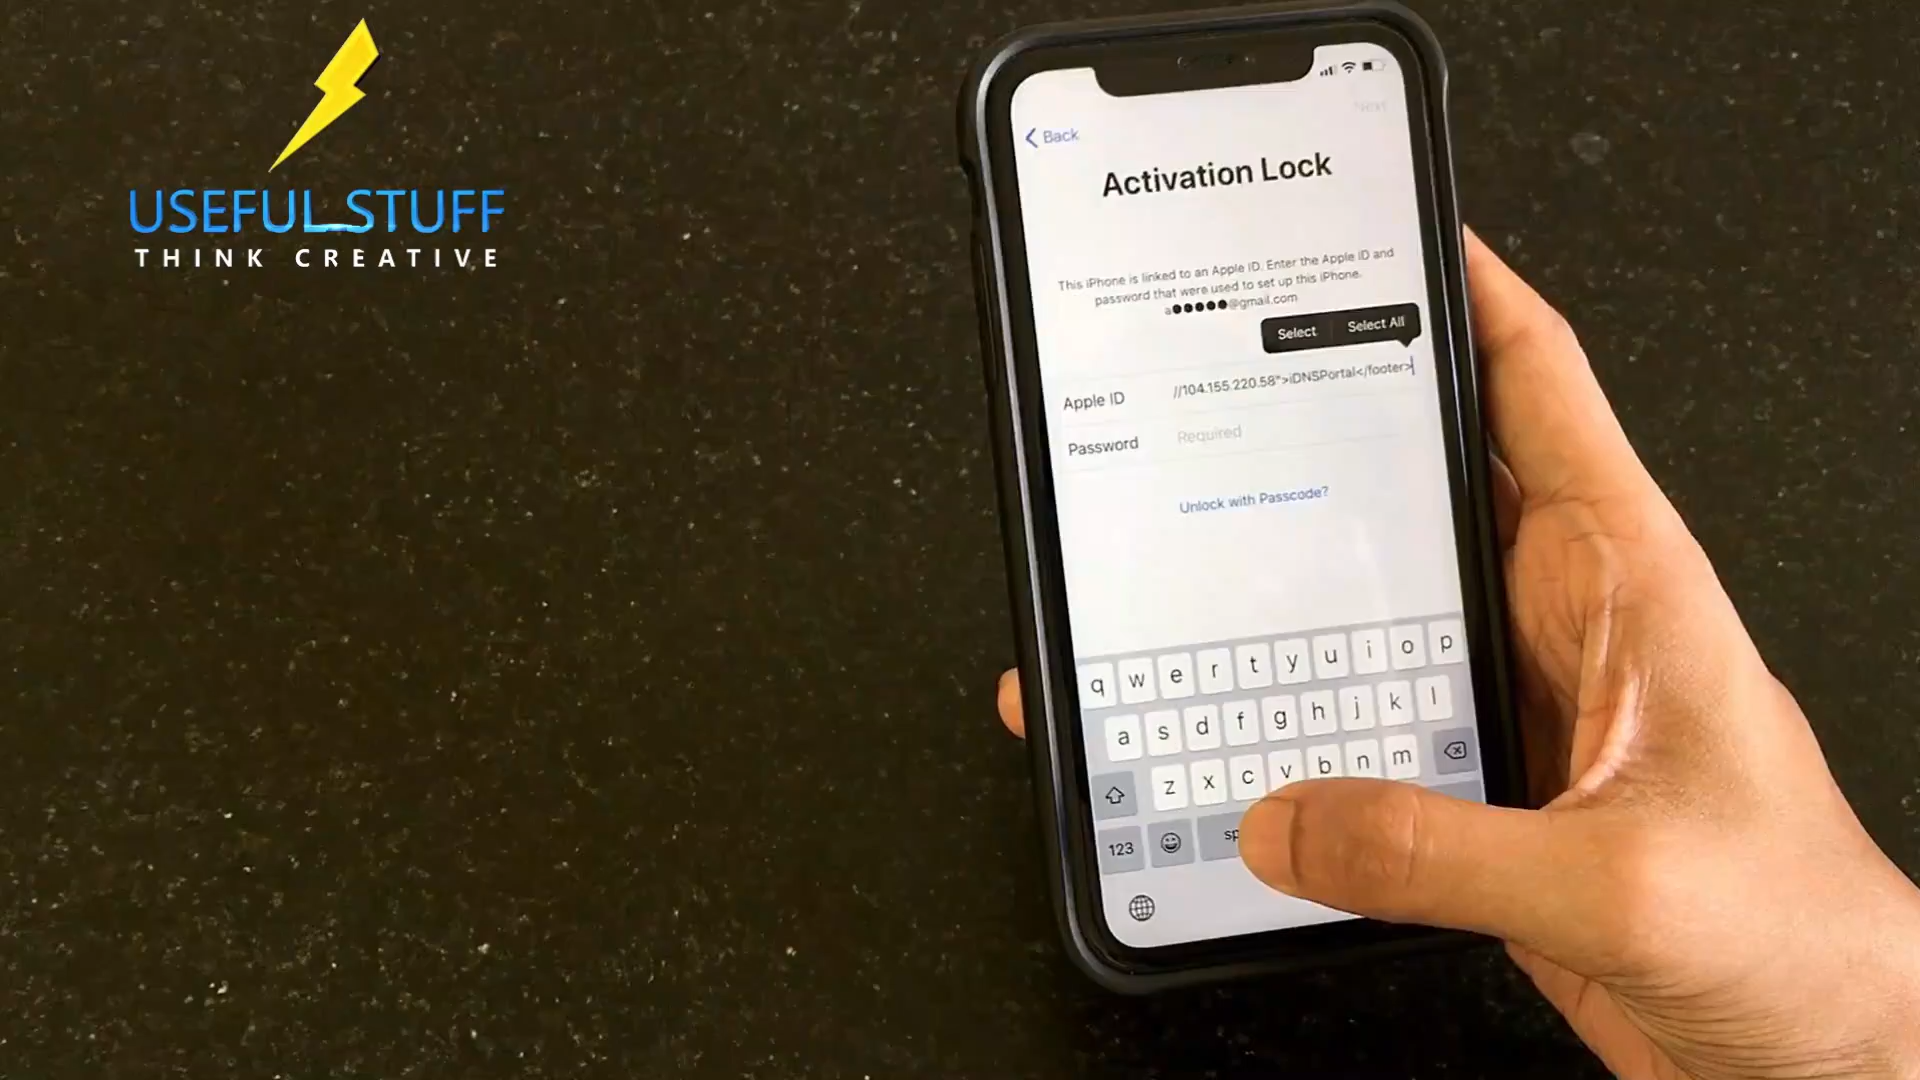 USEFUL STUFF
THINK CREATIVE
Next
Back
Activation Lock
This iPhone is linked to an Apple ID. Enter the Apple ID and
password that were used to set up this iPhone.
a●●●●●@gmail.com
Select Select All
Apple ID //104.155.220.58">iDNSPortal</footer>
Password Required
Unlock with Passcode?
q w e r t y u i o p
a s d f g h j k l
z x c v b n m
123 sp